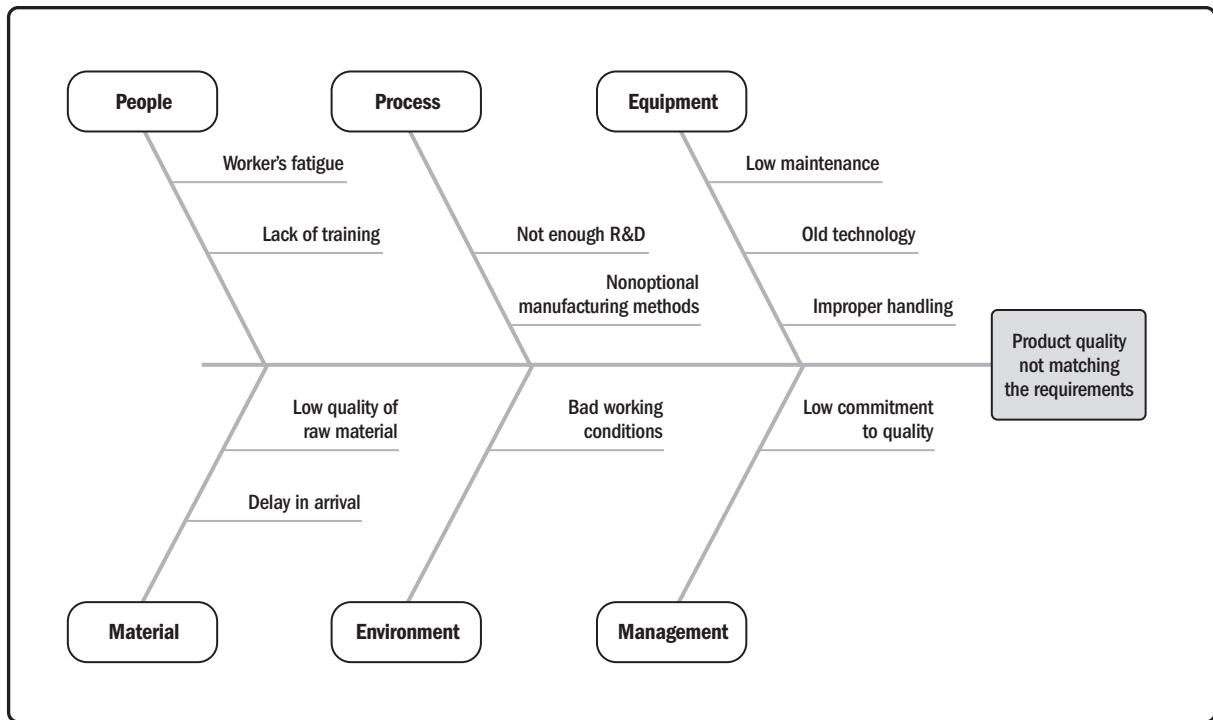 People
Process
Equipment
Worker's fatigue
Low maintenance
Lack of training
Not enough R&D
Old technology
Nonoptional
manufacturing methods
Improper handling
Product quality
not matching
the requirements
Low quality of
raw material
Bad working
conditions
Low commitment
to quality
Delay in arrival
Material
Environment
Management